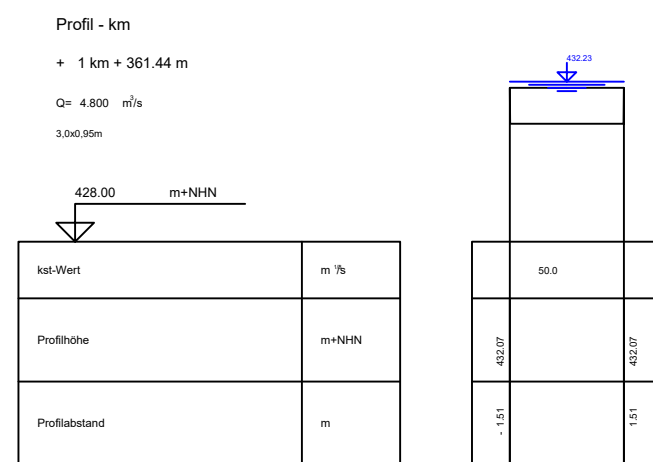 Profil - km
+ 1 km + 361.44 m
Q= 4.800 m³/s
3,0x0,95m
432.23
428.00 m+NHN
kst-Wert m ⅓/s 50.0
Profilhöhe m+NHN 432.07 432.07
Profilabstand m - 1.51 1.51